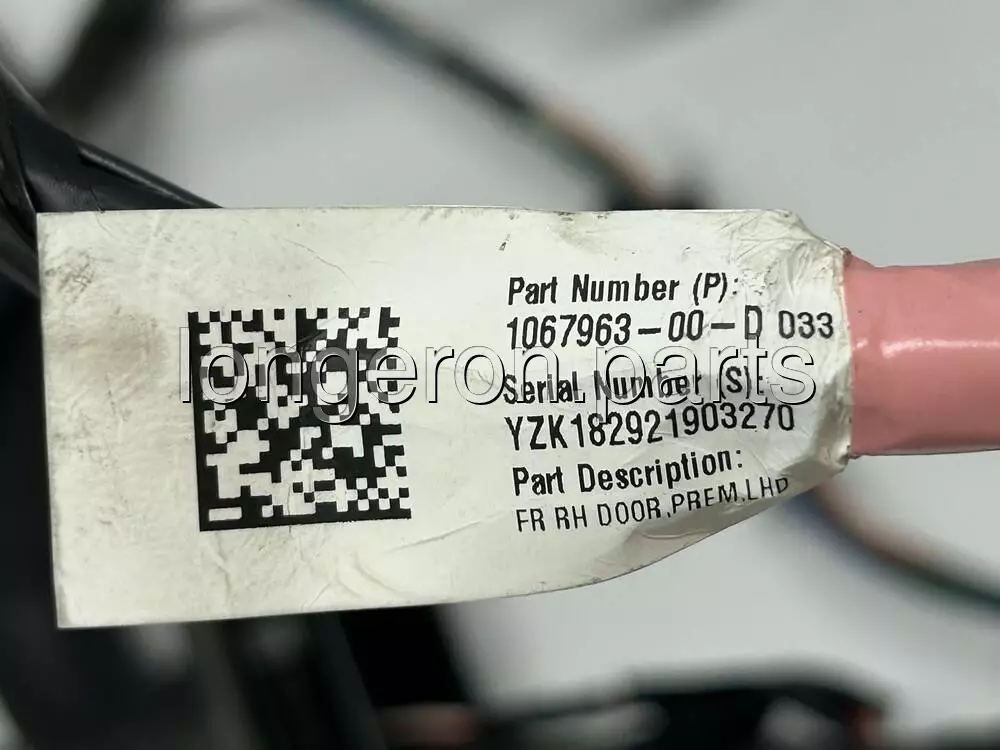 Part Number (P):
1067963-00-D 033
longeron.parts
Serial Number (S):
YZK182921903270
Part Description:
FR RH DOOR,PREM,LHD